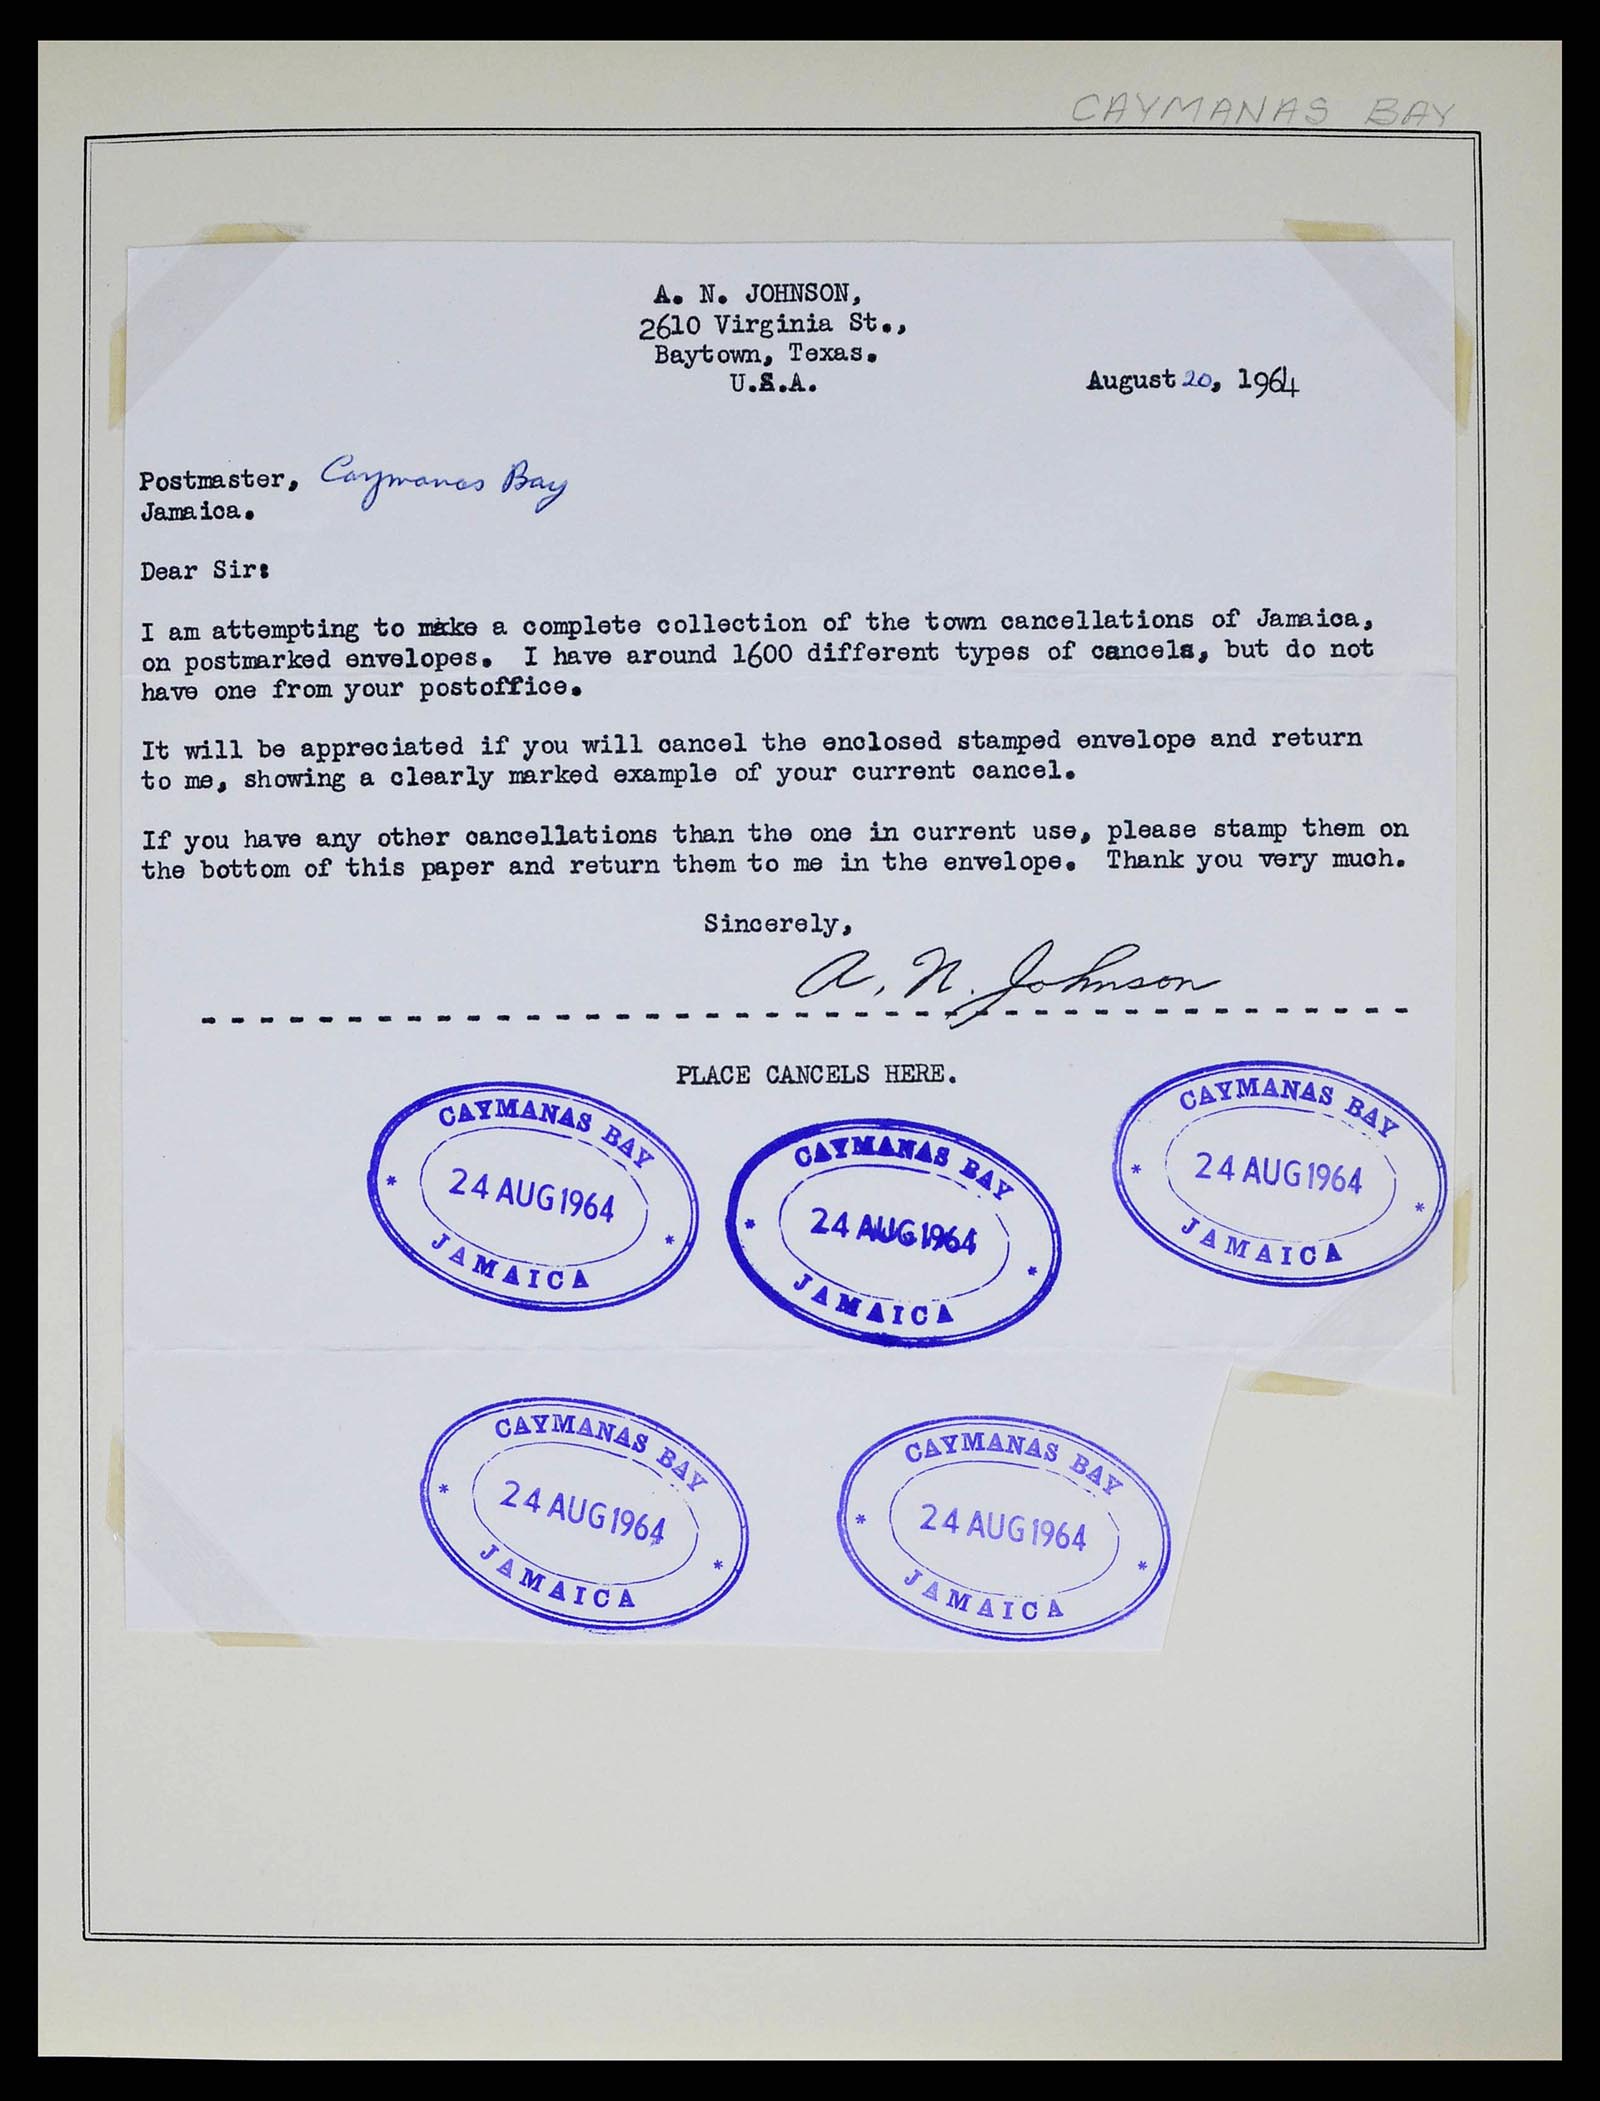 CAYMANAS BAY
A. N. JOHNSON,
2610 Virginia St.,
Baytown, Texas.
U.S.A.
August 20, 1964
Postmaster, Caymanas Bay
Jamaica.
Dear Sir:
I am attempting to make a complete collection of the town cancellations of Jamaica,
on postmarked envelopes. I have around 1600 different types of cancels, but do not
have one from your postoffice.
It will be appreciated if you will cancel the enclosed stamped envelope and return
to me, showing a clearly marked example of your current cancel.
If you have any other cancellations than the one in current use, please stamp them on
the bottom of this paper and return them to me in the envelope. Thank you very much.
Sincerely,
A. N. Johnson
PLACE CANCELS HERE.
CAYMANAS BAY
24 AUG 1964
JAMAICA
CAYMANAS BAY
24 AUG 1964
JAMAICA
CAYMANAS BAY
24 AUG 1964
JAMAICA
CAYMANAS BAY
24 AUG 1964
JAMAICA
CAYMANAS BAY
24 AUG 1964
JAMAICA